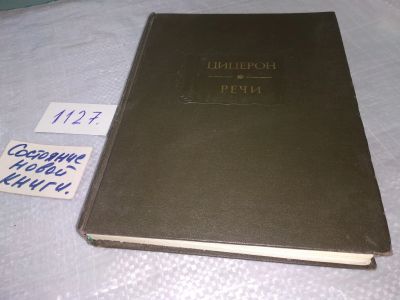 ЦИЦЕРОН
РЕЧИ
1127.
Состояние
новой
книги.